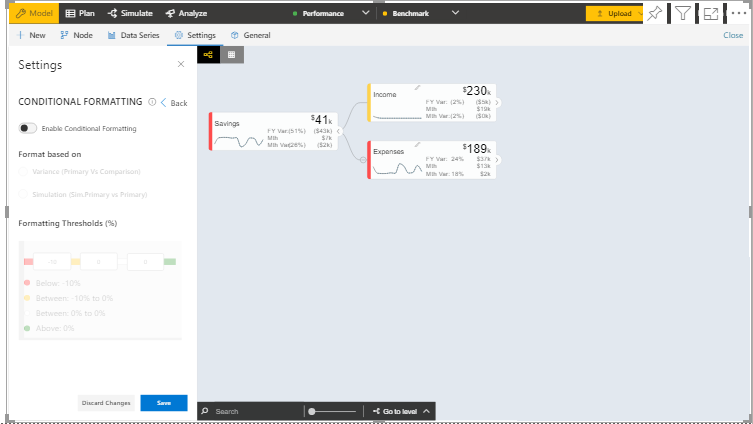 Model Plan Simulate Analyze Performance Benchmark Upload
New Node Data Series Settings General Close
Settings
CONDITIONAL FORMATTING Back
Enable Conditional Formatting
Format based on
Variance (Primary Vs Comparison)
Simulation (Sim.Primary vs Primary)
Formatting Thresholds (%)
-10 0 0
Below: -10%
Between: -10% to 0%
Between: 0% to 0%
Above: 0%
Discard Changes Save
Savings $41k
FY Var:(51%) ($43k)
Mth $7k
Mth Var(26%) ($2k)
Income $230k
FY Var: (2%) ($5k)
Mth $19k
Mth Var:(2%) ($0k)
Expenses $189k
FY Var: 24% $37k
Mth $13k
Mth Var: 18% $2k
Search Go to level